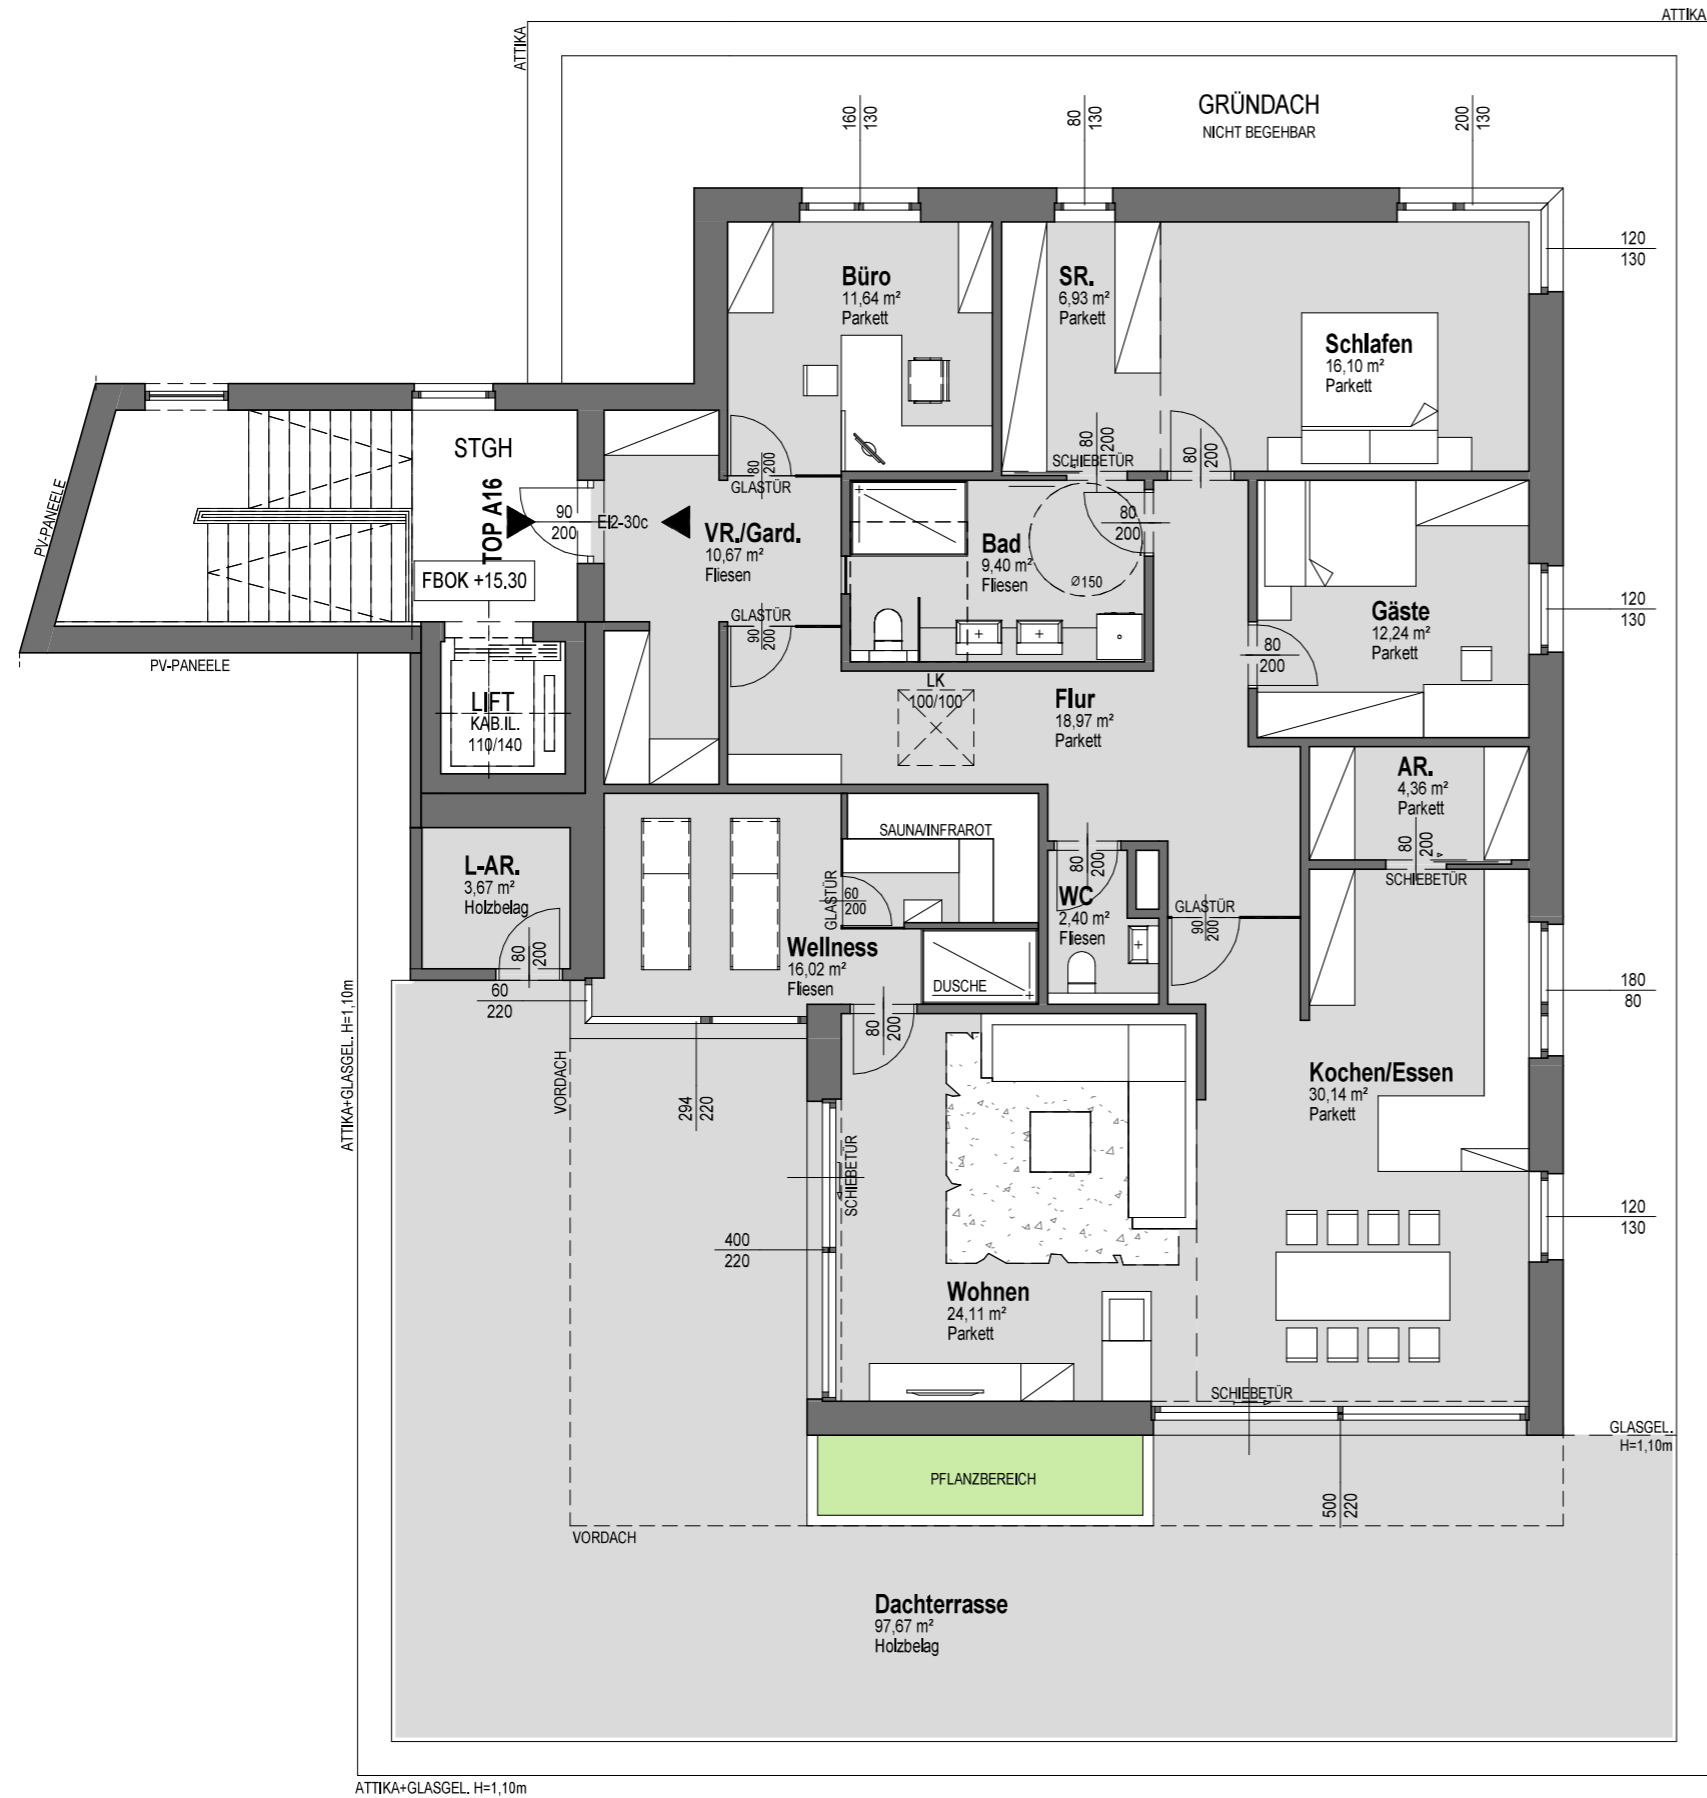 ATTIKA
ATTIKA
GRÜNDACH
NICHT BEGEHBAR
160
130
80
130
200
130
120
130
Büro
11,64 m²
Parkett
SR.
6,93 m²
Parkett
Schlafen
16,10 m²
Parkett
STGH
80
200
GLASTÜR
80
200
SCHIEBETÜR
80
200
PV-PANEELE
TOP A16
90
200
EI2-30c
VR./Gard.
10,67 m²
Fliesen
Bad
9,40 m²
Fliesen
Ø150
80
200
FBOK +15.30
GLASTÜR
90
200
Gäste
12,24 m²
Parkett
120
130
80
200
PV-PANEELE
LIFT
KAB.IL.
110/140
LK
100/100
Flur
18,97 m²
Parkett
AR.
4,36 m²
Parkett
80
200
SCHIEBETÜR
SAUNA/INFRAROT
L-AR.
3,67 m²
Holzbelag
80
200
GLASTÜR
60
200
80
200
WC
2,40 m²
Fliesen
GLASTÜR
90
200
Wellness
16,02 m²
Fliesen
DUSCHE
60
220
180
80
80
200
ATTIKA+GLASGEL. H=1,10m
VORDACH
294
220
Kochen/Essen
30,14 m²
Parkett
SCHIEBETÜR
400
220
120
130
Wohnen
24,11 m²
Parkett
SCHIEBETÜR
GLASGEL.
H=1,10m
PFLANZBEREICH
500
220
VORDACH
Dachterrasse
97,67 m²
Holzbelag
ATTIKA+GLASGEL. H=1,10m